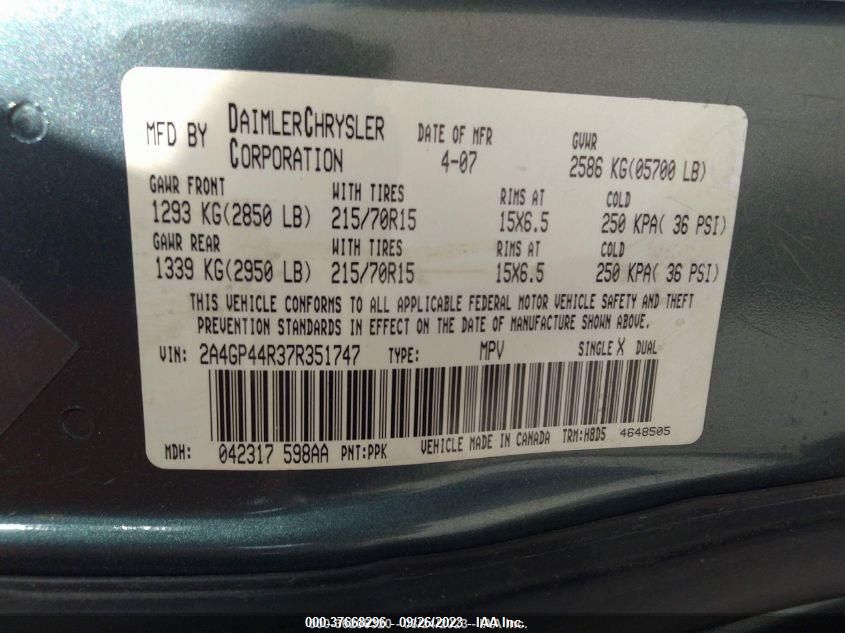 MFD BY DAIMLERCHRYSLER CORPORATION DATE OF MFR 4-07 GVWR 2586 KG(05700 LB)
GAWR FRONT WITH TIRES RIMS AT COLD
1293 KG(2850 LB) 215/70R15 15X6.5 250 KPA( 36 PSI)
GAWR REAR WITH TIRES RIMS AT COLD
1339 KG(2950 LB) 215/70R15 15X6.5 250 KPA( 36 PSI)
THIS VEHICLE CONFORMS TO ALL APPLICABLE FEDERAL MOTOR VEHICLE SAFETY AND THEFT
PREVENTION STANDARDS IN EFFECT ON THE DATE OF MANUFACTURE SHOWN ABOVE.
VIN: 2A4GP44R37R351747 TYPE: MPV SINGLE X DUAL
MDH: 042317 598AA PNT:PPK VEHICLE MADE IN CANADA TRM:H8D5 4648505
000-37668296 - 09/26/2023 - IAA Inc.